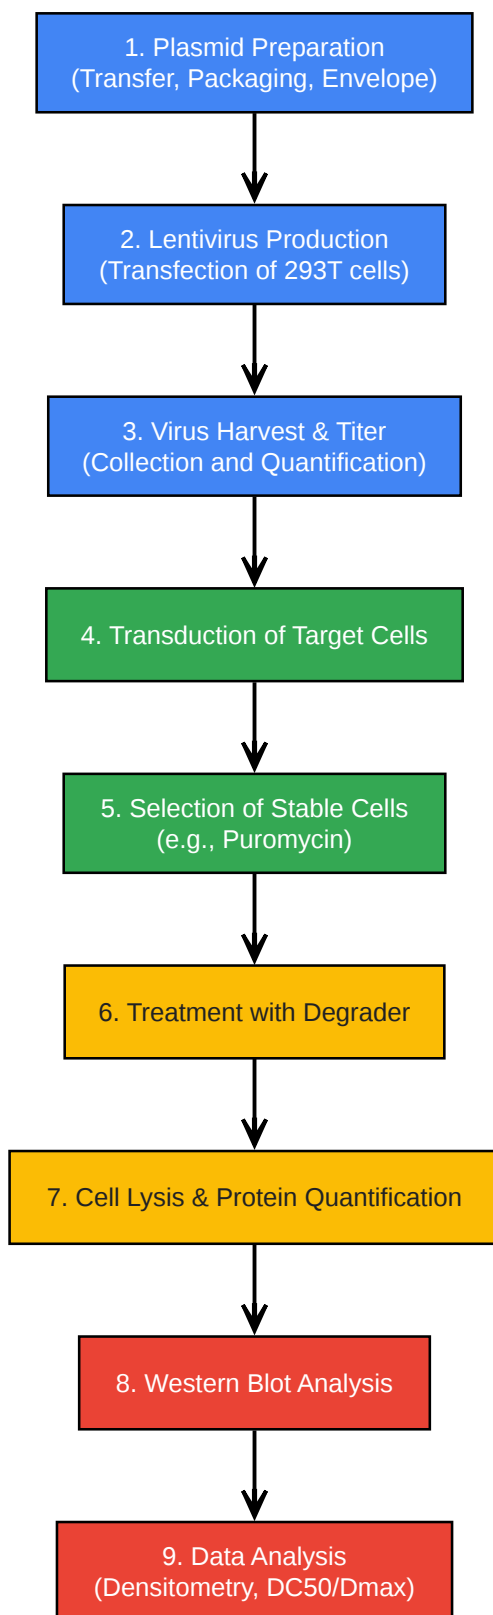 1. Plasmid Preparation
(Transfer, Packaging, Envelope)
2. Lentivirus Production
(Transfection of 293T cells)
3. Virus Harvest & Titer
(Collection and Quantification)
4. Transduction of Target Cells
5. Selection of Stable Cells
(e.g., Puromycin)
6. Treatment with Degrader
7. Cell Lysis & Protein Quantification
8. Western Blot Analysis
9. Data Analysis
(Densitometry, DC50/Dmax)